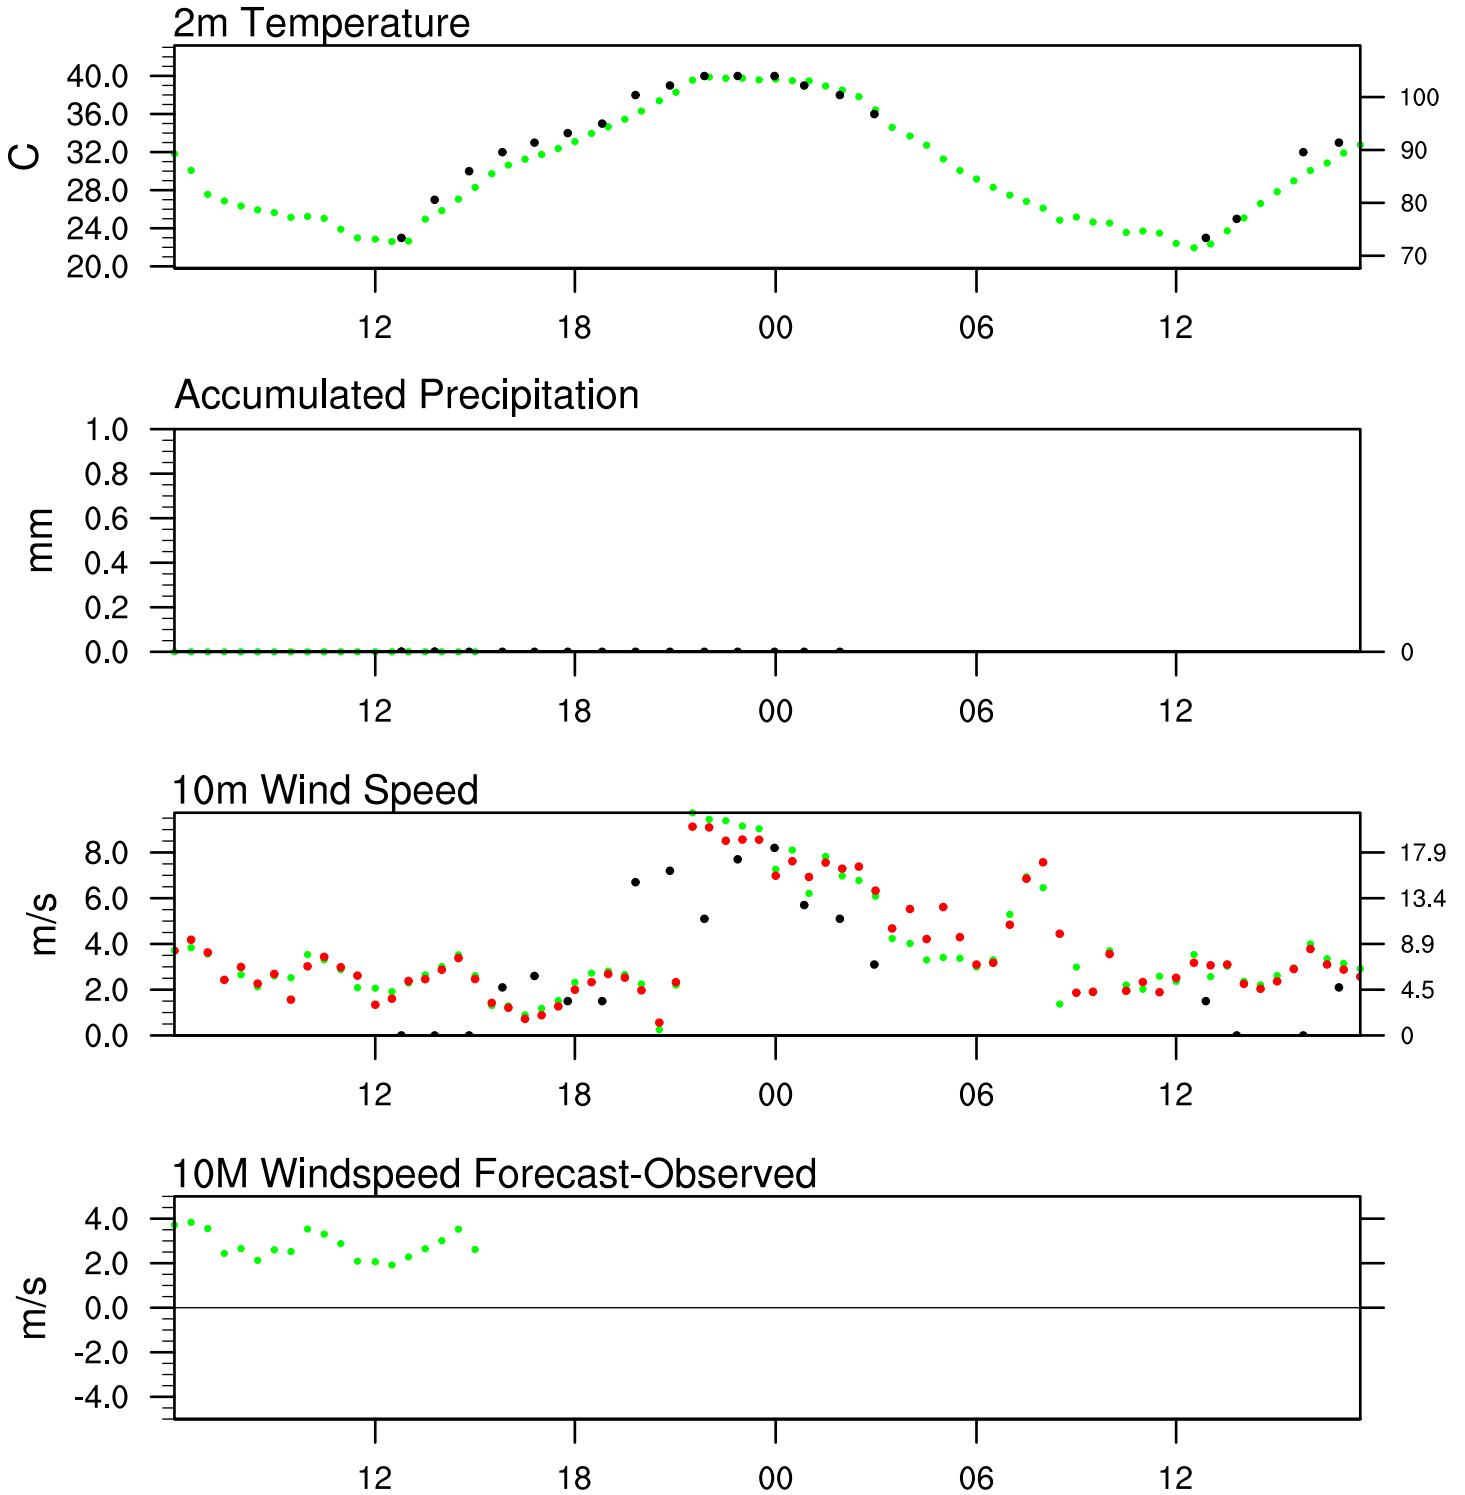 2m Temperature
40.0
36.0
32.0
28.0
24.0
20.0
C
100
90
80
70
12 18 00 06 12
Accumulated Precipitation
1.0
0.8
0.6
0.4
0.2
0.0
mm
0
12 18 00 06 12
10m Wind Speed
8.0
6.0
4.0
2.0
0.0
m/s
17.9
13.4
8.9
4.5
0
12 18 00 06 12
10M Windspeed Forecast-Observed
4.0
2.0
0.0
-2.0
-4.0
m/s
12 18 00 06 12